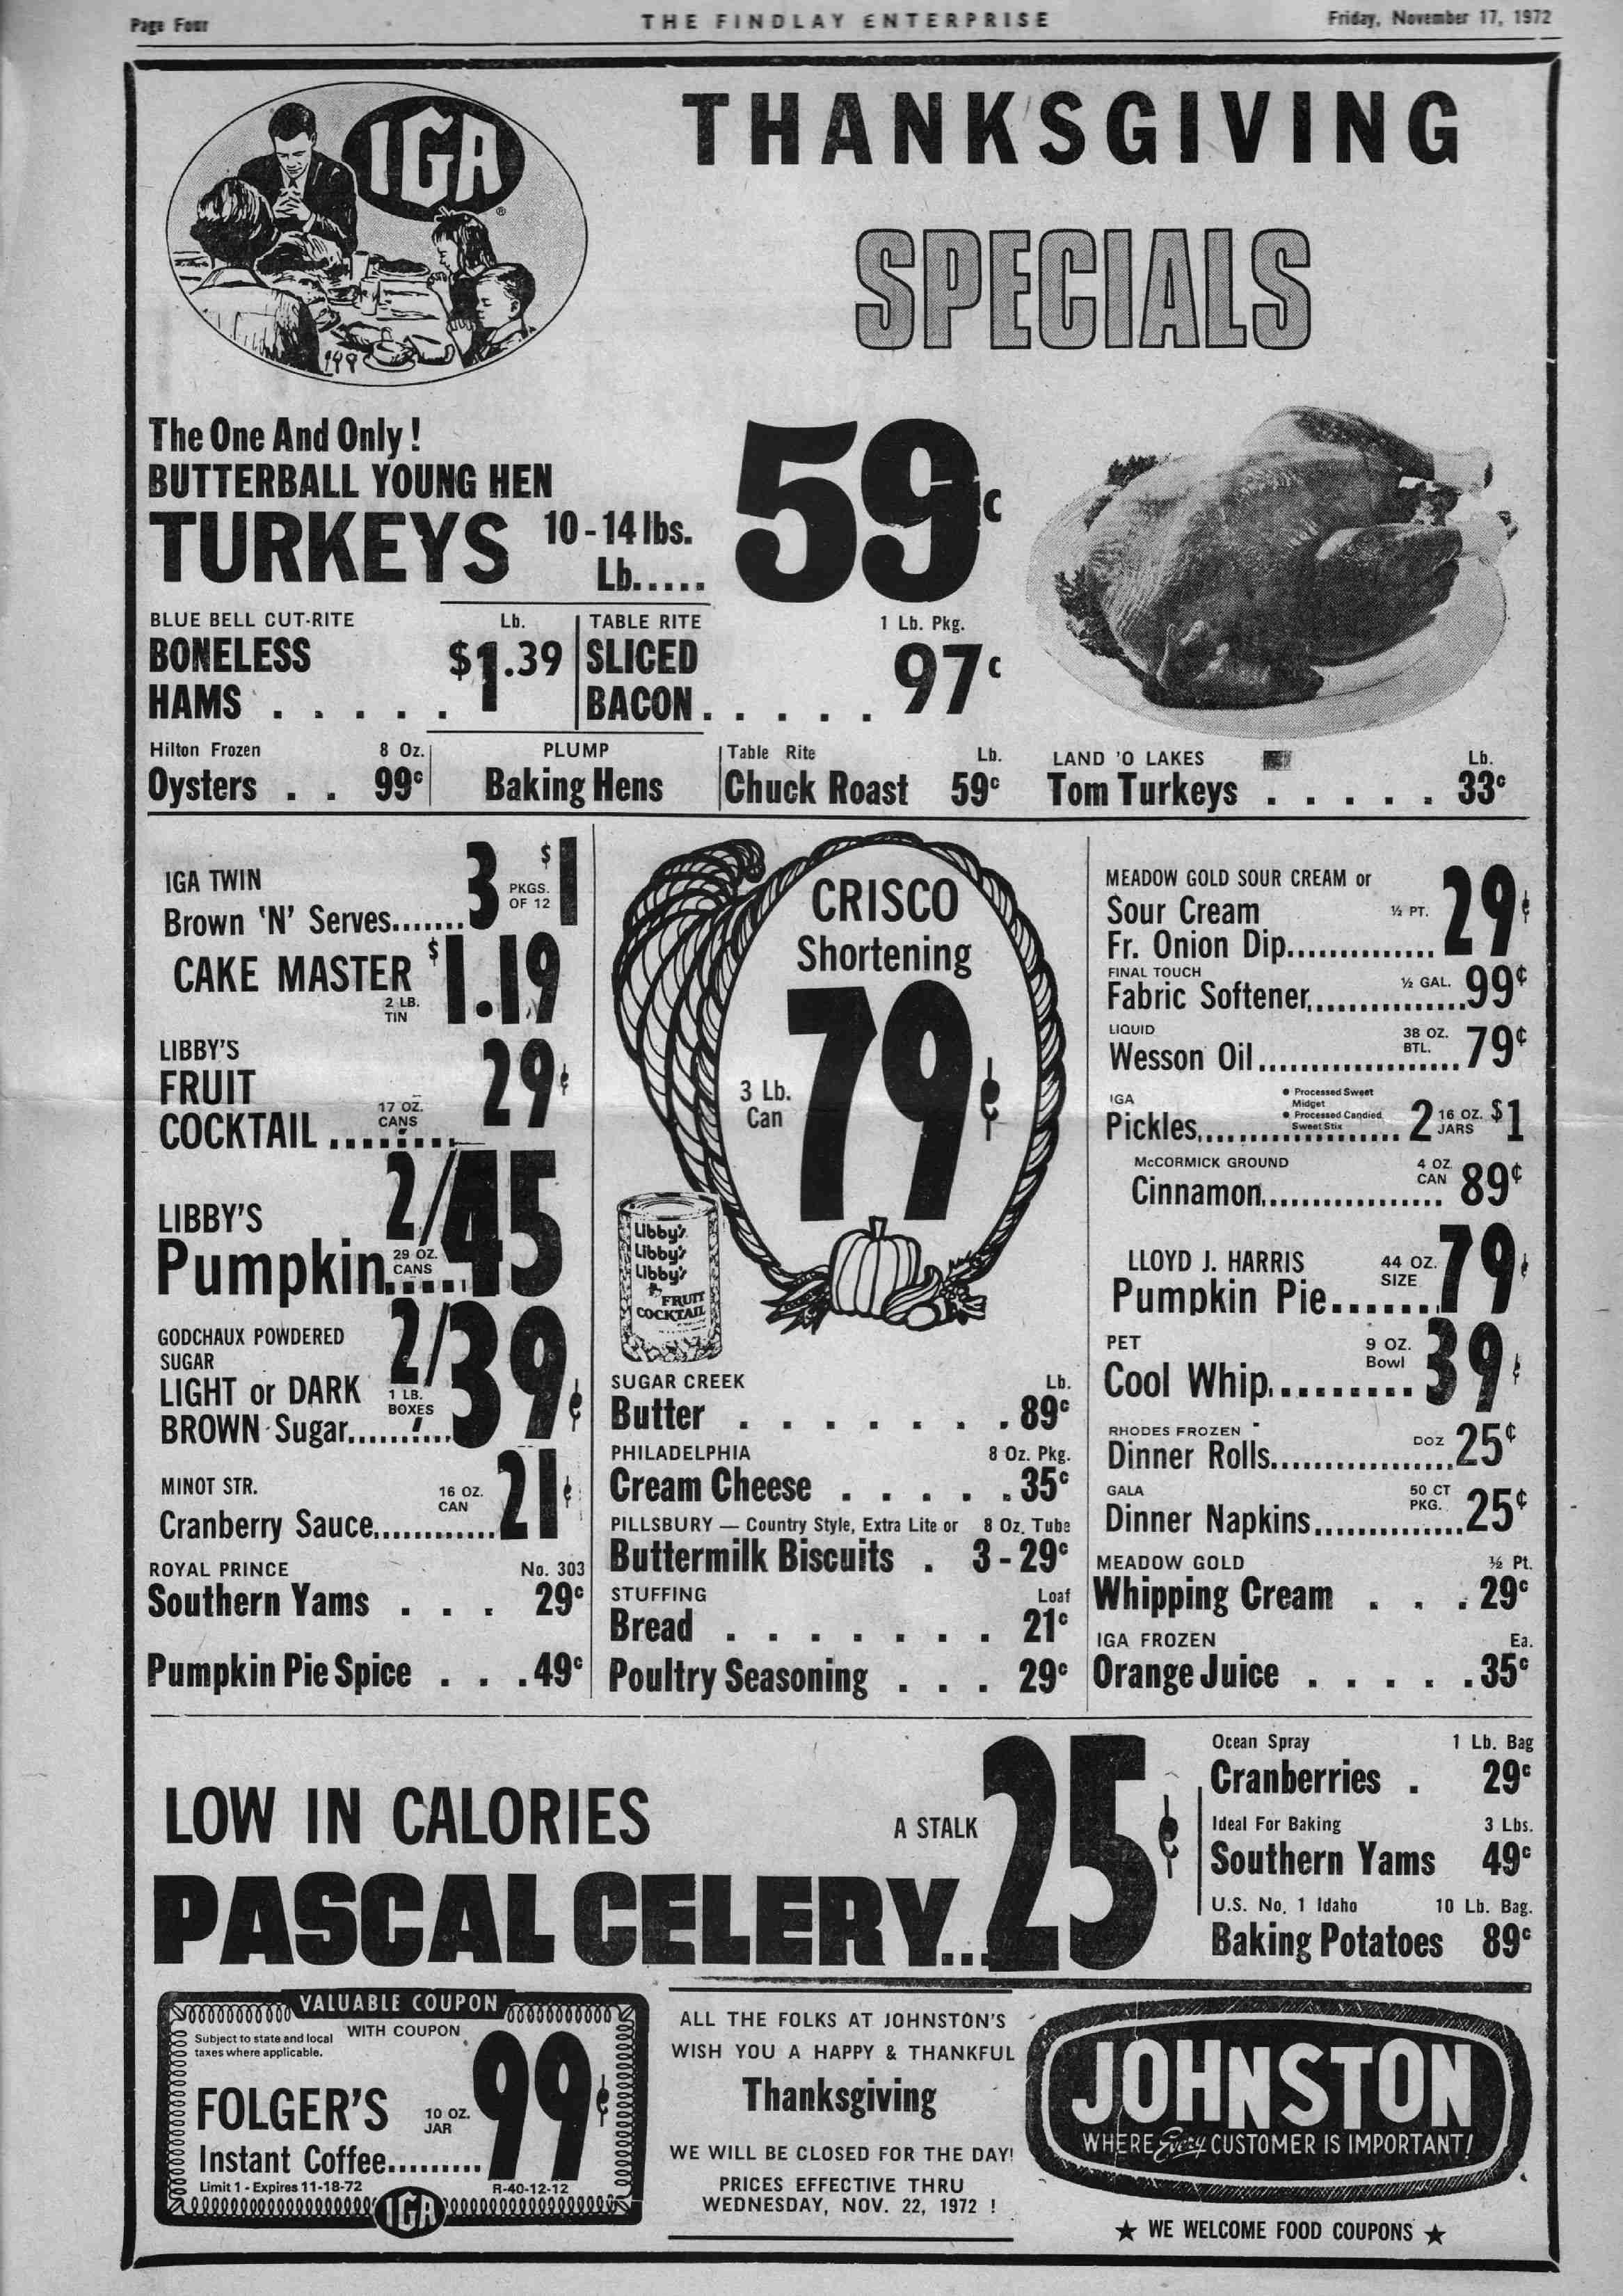 Page Four
THE FINDLAY ENTERPRISE
Friday, November 17, 1972
IGA
®
THANKSGIVING
SPECIALS
The One And Only!
BUTTERBALL YOUNG HEN
TURKEYS 10-14 lbs.
Lb..... 59c
BLUE BELL CUT-RITE Lb.
BONELESS
HAMS . . . . . $1.39
TABLE RITE 1 Lb. Pkg.
SLICED
BACON . . . . . 97c
Hilton Frozen 8 Oz.
Oysters . . 99c
PLUMP
Baking Hens
Table Rite Lb.
Chuck Roast 59c
LAND 'O LAKES Lb.
Tom Turkeys . . . . . 33c
IGA TWIN
Brown 'N' Serves....... 3 PKGS. OF 12 $1
CAKE MASTER 2 LB. TIN $1.19
LIBBY'S
FRUIT
COCKTAIL ........ 17 OZ. CANS 29¢
LIBBY'S
Pumpkin...... 29 OZ. CANS 2/45
GODCHAUX POWDERED
SUGAR
LIGHT or DARK 1 LB. BOXES
BROWN Sugar......... 2/39¢
MINOT STR.
Cranberry Sauce............ 16 OZ. CAN 21¢
ROYAL PRINCE No. 303
Southern Yams . . . 29c
Pumpkin Pie Spice . . . 49c
CRISCO
Shortening
3 Lb.
Can 79¢
Libby's
Libby's
Libby's
FRUIT
COCKTAIL
SUGAR CREEK Lb.
Butter . . . . . . . 89c
PHILADELPHIA 8 Oz. Pkg.
Cream Cheese . . . . . 35c
PILLSBURY — Country Style, Extra Lite or 8 Oz. Tube
Buttermilk Biscuits . 3-29c
STUFFING Loaf
Bread . . . . . . . 21c
Poultry Seasoning . . . 29c
MEADOW GOLD SOUR CREAM or
Sour Cream ½ PT.
Fr. Onion Dip.............. 29¢
FINAL TOUCH
Fabric Softener................ ½ GAL. 99¢
LIQUID
Wesson Oil.................... 38 OZ. BTL. 79¢
IGA
Pickles.................... 2 16 OZ. JARS $1
• Processed Sweet
Midget
• Processed Candied
Sweet Stix
McCORMICK GROUND
Cinnamon................. 4 OZ. CAN 89¢
LLOYD J. HARRIS
Pumpkin Pie....... 44 OZ. SIZE 79¢
PET
Cool Whip.......... 9 OZ. Bowl 39¢
RHODES FROZEN
Dinner Rolls.................. DOZ 25¢
GALA
Dinner Napkins.............. 50 CT PKG. 25¢
MEADOW GOLD ½ Pt.
Whipping Cream . . . 29c
IGA FROZEN Ea.
Orange Juice . . . . . 35c
LOW IN CALORIES
PASCAL CELERY... A STALK 25¢
Ocean Spray 1 Lb. Bag
Cranberries . 29c
Ideal For Baking 3 Lbs.
Southern Yams 49c
U.S. No. 1 Idaho 10 Lb. Bag.
Baking Potatoes 89c
VALUABLE COUPON
Subject to state and local
taxes where applicable.
WITH COUPON
FOLGER'S
Instant Coffee......... 10 OZ. JAR 99¢
Limit 1 - Expires 11-18-72
R-40-12-12
IGA
ALL THE FOLKS AT JOHNSTON'S
WISH YOU A HAPPY & THANKFUL
Thanksgiving
WE WILL BE CLOSED FOR THE DAY!
PRICES EFFECTIVE THRU
WEDNESDAY, NOV. 22, 1972 !
JOHNSTON
WHERE Every CUSTOMER IS IMPORTANT!
★ WE WELCOME FOOD COUPONS ★